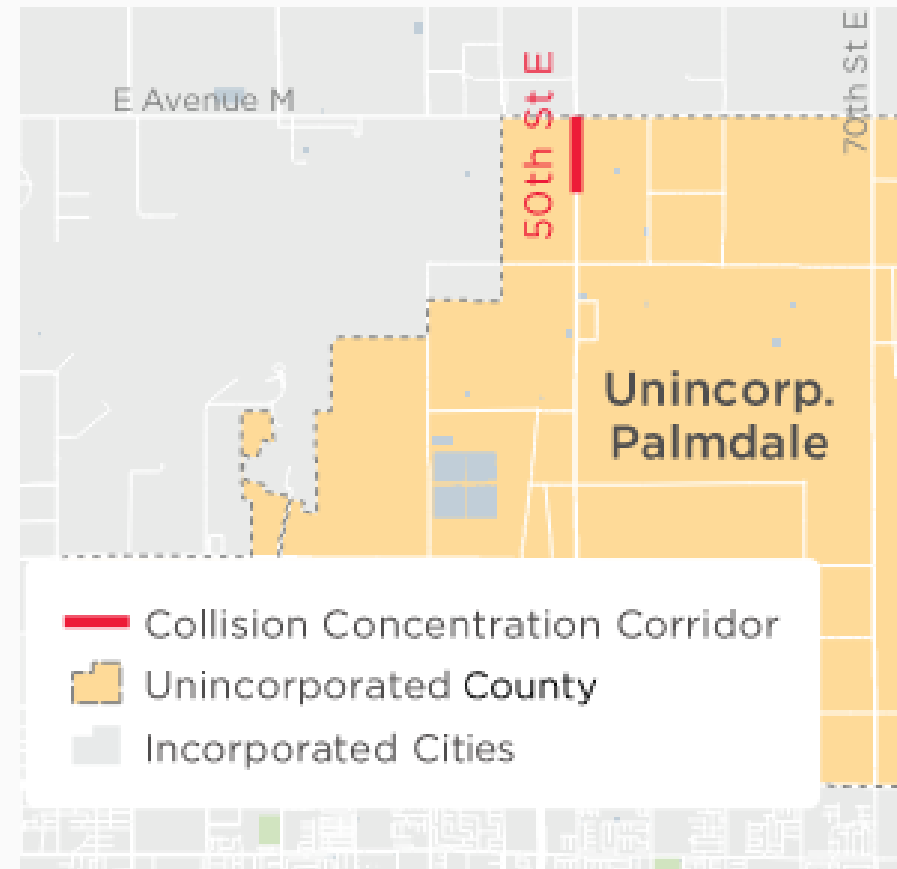 E Avenue M
50th St E
70th St E
Unincorp.
Palmdale
Collision Concentration Corridor
Unincorporated County
Incorporated Cities